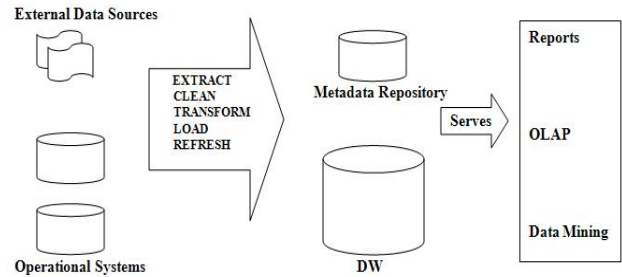 External Data Sources
Operational Systems
EXTRACT
CLEAN
TRANSFORM
LOAD
REFRESH
Metadata Repository
DW
Serves
Reports
OLAP
Data Mining